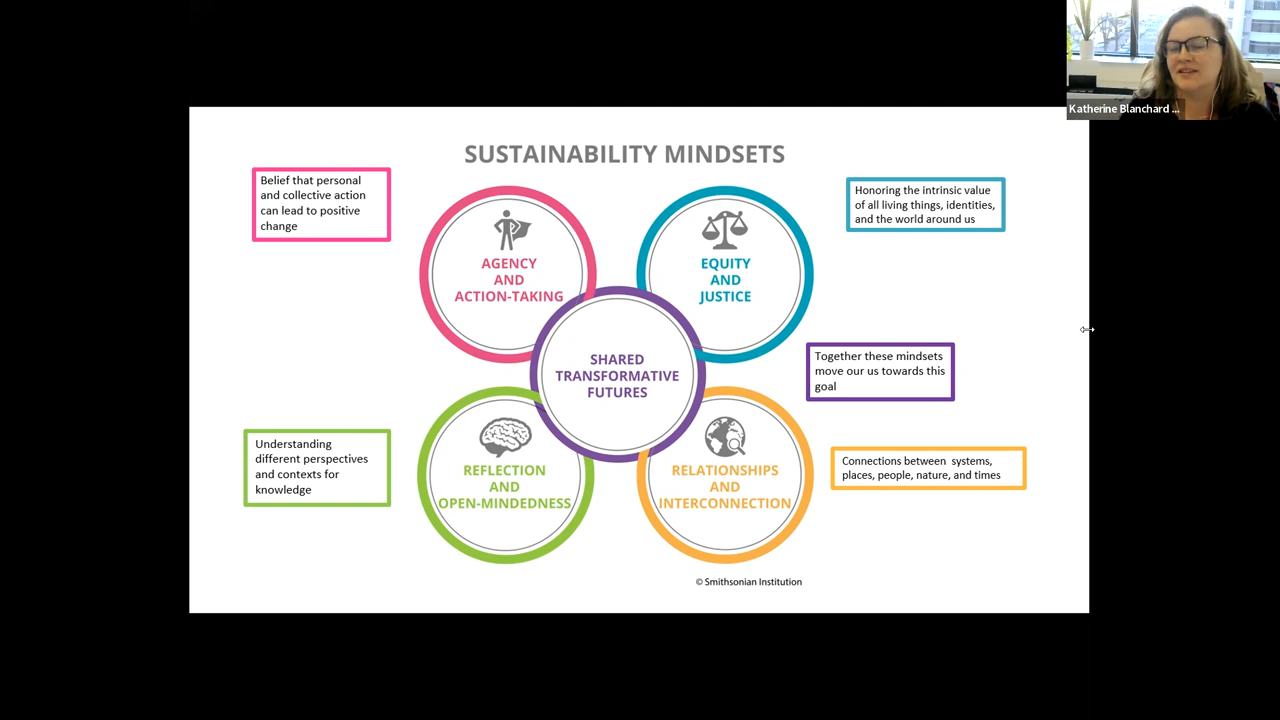 Katherine Blanchard ...
SUSTAINABILITY MINDSETS
Belief that personal
and collective action
can lead to positive
change
AGENCY
AND
ACTION-TAKING
EQUITY
AND
JUSTICE
Honoring the intrinsic value
of all living things, identities,
and the world around us
SHARED
TRANSFORMATIVE
FUTURES
Together these mindsets
move our us towards this
goal
Understanding
different perspectives
and contexts for
knowledge
REFLECTION
AND
OPEN-MINDEDNESS
RELATIONSHIPS
AND
INTERCONNECTION
Connections between systems,
places, people, nature, and times
© Smithsonian Institution